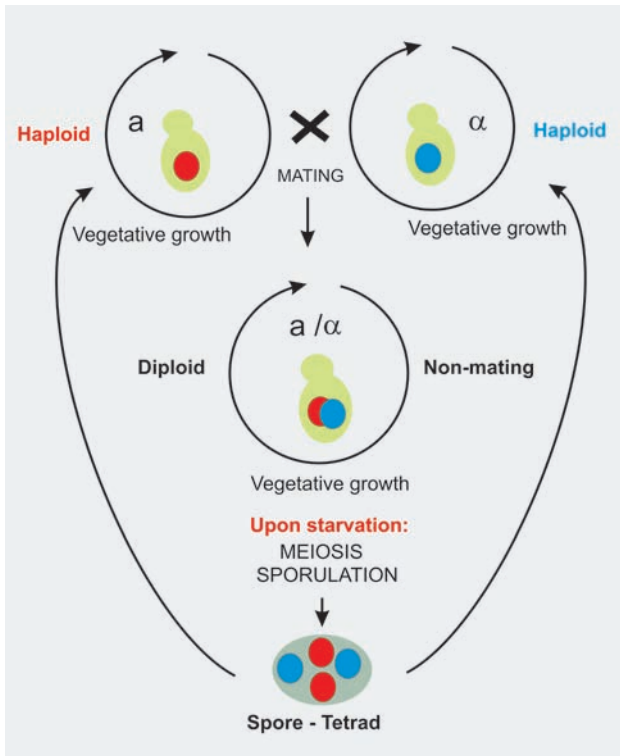 a
α
Haploid
Haploid
MATING
Vegetative growth
Vegetative growth
a /α
Diploid
Non-mating
Vegetative growth
Upon starvation:
MEIOSIS
SPORULATION
Spore - Tetrad